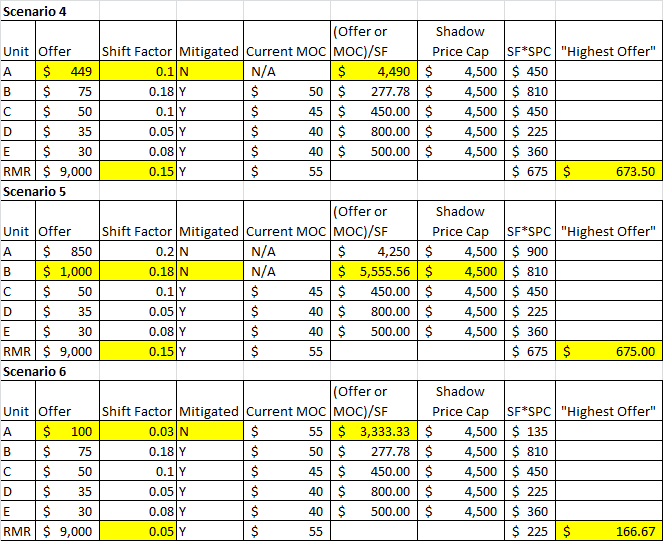 Scenario 4
Unit Offer Shift Factor Mitigated Current MOC (Offer or MOC)/SF Shadow Price Cap SF*SPC "Highest Offer"
A $ 449 0.1 N N/A $ 4,490 $ 4,500 $ 450
B $ 75 0.18 Y $ 50 $ 277.78 $ 4,500 $ 810
C $ 50 0.1 Y $ 45 $ 450.00 $ 4,500 $ 450
D $ 35 0.05 Y $ 40 $ 800.00 $ 4,500 $ 225
E $ 30 0.08 Y $ 40 $ 500.00 $ 4,500 $ 360
RMR $ 9,000 0.15 Y $ 55 $ 675 $ 673.50
Scenario 5
Unit Offer Shift Factor Mitigated Current MOC (Offer or MOC)/SF Shadow Price Cap SF*SPC "Highest Offer"
A $ 850 0.2 N N/A $ 4,250 $ 4,500 $ 900
B $ 1,000 0.18 N N/A $ 5,555.56 $ 4,500 $ 810
C $ 50 0.1 Y $ 45 $ 450.00 $ 4,500 $ 450
D $ 35 0.05 Y $ 40 $ 800.00 $ 4,500 $ 225
E $ 30 0.08 Y $ 40 $ 500.00 $ 4,500 $ 360
RMR $ 9,000 0.15 Y $ 55 $ 675 $ 675.00
Scenario 6
Unit Offer Shift Factor Mitigated Current MOC (Offer or MOC)/SF Shadow Price Cap SF*SPC "Highest Offer"
A $ 100 0.03 N $ 55 $ 3,333.33 $ 4,500 $ 135
B $ 75 0.18 Y $ 50 $ 277.78 $ 4,500 $ 810
C $ 50 0.1 Y $ 45 $ 450.00 $ 4,500 $ 450
D $ 35 0.05 Y $ 40 $ 800.00 $ 4,500 $ 225
E $ 30 0.08 Y $ 40 $ 500.00 $ 4,500 $ 360
RMR $ 9,000 0.05 Y $ 55 $ 225 $ 166.67